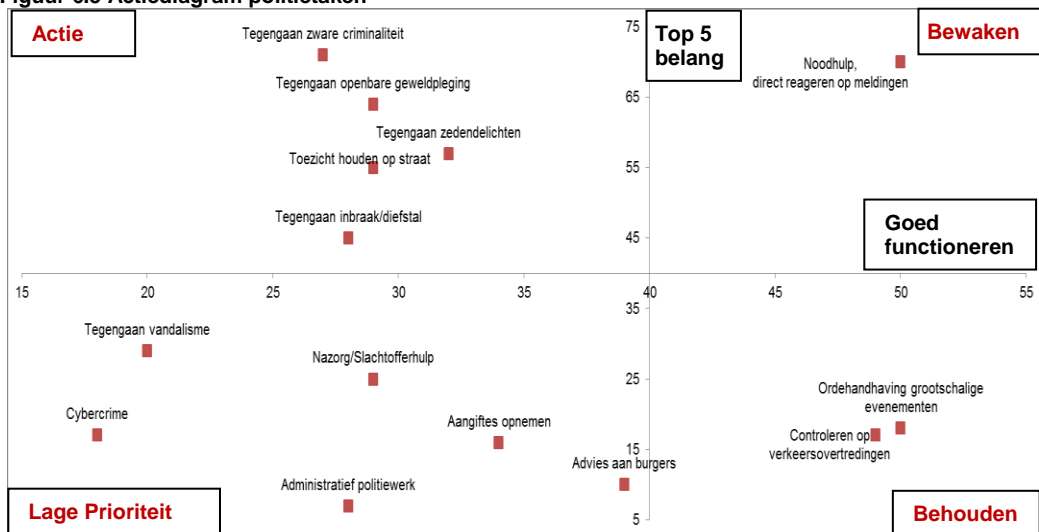 Figuur Actiediagram politietaken
Actie
Tegengaan zware criminaliteit
75
Top 5
belang
Bewaken
Noodhulp,
direct reageren op meldingen
Tegengaan openbare geweldpleging
65
Tegengaan zedendelichten
Toezicht houden op straat
55
Tegengaan inbraak/diefstal
45
Goed
functioneren
15 20 25 30 35 40 45 50 55
35
Tegengaan vandalisme
Nazorg/Slachtofferhulp
25
Ordehandhaving grootschalige
evenementen
Cybercrime
Aangiftes opnemen
15
Controleren op
verkeersovertredingen
Advies aan burgers
Administratief politiewerk
5
Lage Prioriteit
Behouden